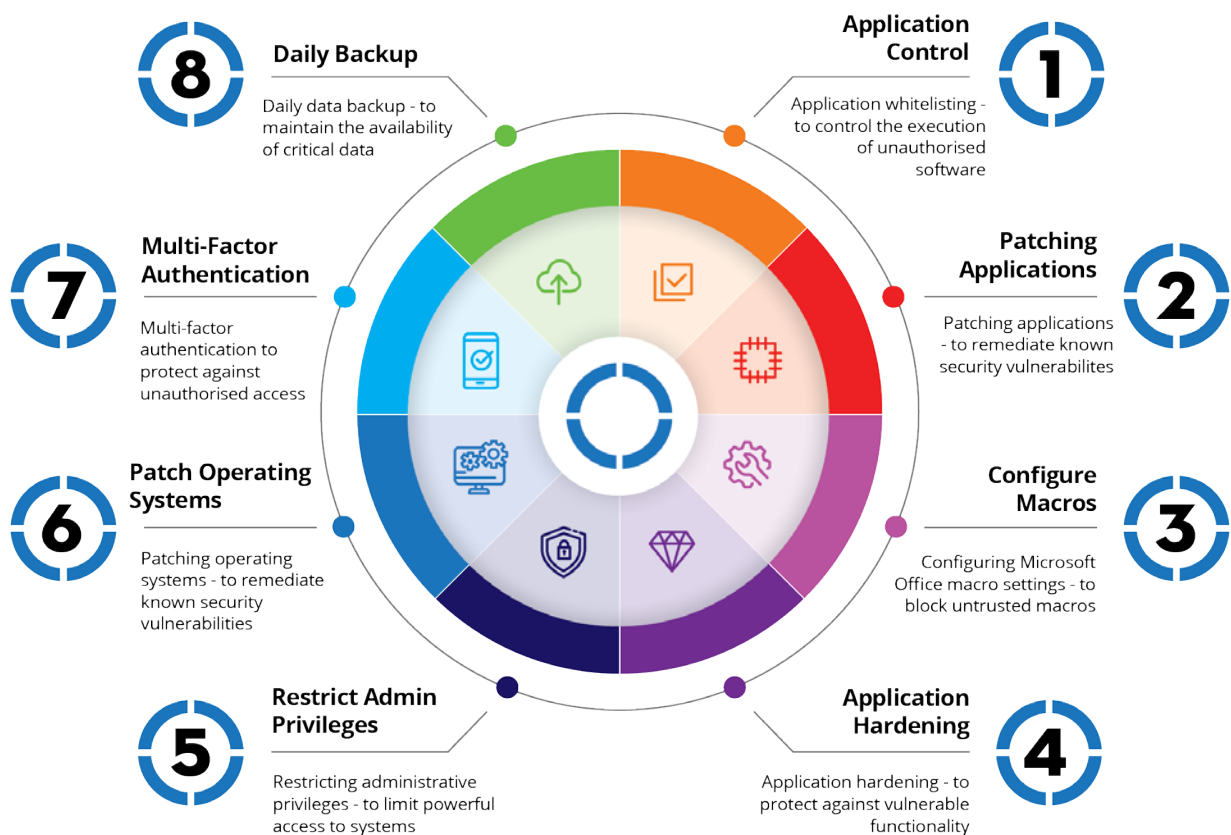 1
Application
Control
Application whitelisting -
to control the execution
of unauthorised
software
2
Patching
Applications
Patching applications
- to remediate known
security vulnerabilites
3
Configure
Macros
Configuring Microsoft
Office macro settings - to
block untrusted macros
4
Application
Hardening
Application hardening - to
protect against vulnerable
functionality
5
Restrict Admin
Privileges
Restricting administrative
privileges - to limit powerful
access to systems
6
Patch Operating
Systems
Patching operating
systems - to remediate
known security
vulnerabilities
7
Multi-Factor
Authentication
Multi-factor
authentication to
protect against
unauthorised access
8
Daily Backup
Daily data backup - to
maintain the availability
of critical data